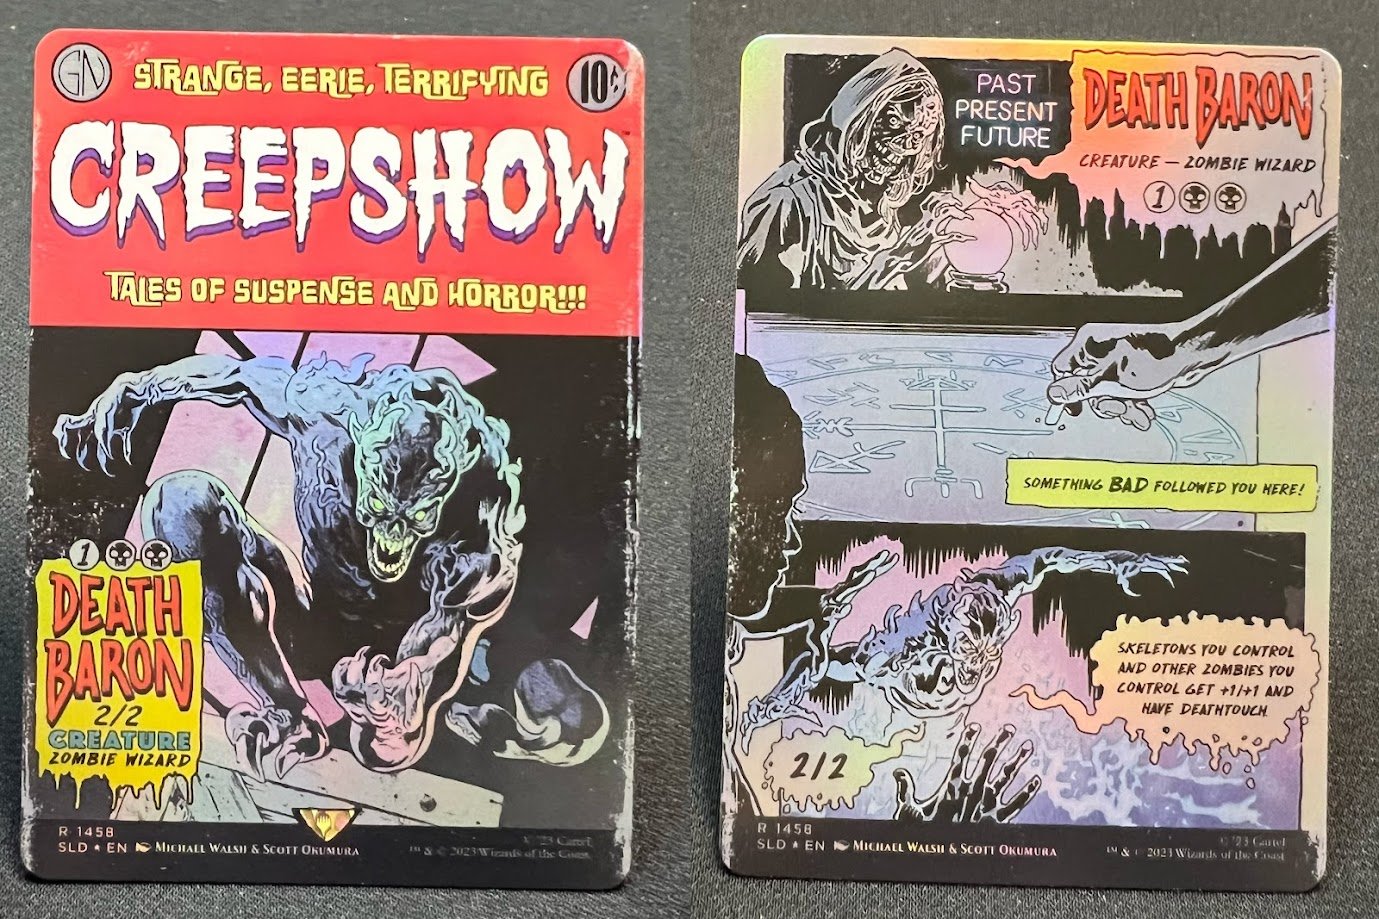 GN
STRANGE, EERIE, TERRIFYING
10¢
CREEPSHOW
TALES OF SUSPENSE AND HORROR!!!
1
DEATH
BARON
2/2
CREATURE
ZOMBIE WIZARD
R 1458
SLD ★ EN MICHAEL WALSH & SCOTT OKUMURA
’23 Cartel
™ & © 2023 Wizards of the Coast
PAST
PRESENT
FUTURE
DEATH BARON
CREATURE — ZOMBIE WIZARD
1
SOMETHING BAD FOLLOWED YOU HERE!
SKELETONS YOU CONTROL
AND OTHER ZOMBIES YOU
CONTROL GET +1/+1 AND
HAVE DEATHTOUCH.
2/2
R 1458
SLD ★ EN MICHAEL WALSH & SCOTT OKUMURA
© ’23 Cartel
™ & © 2023 Wizards of the Coast